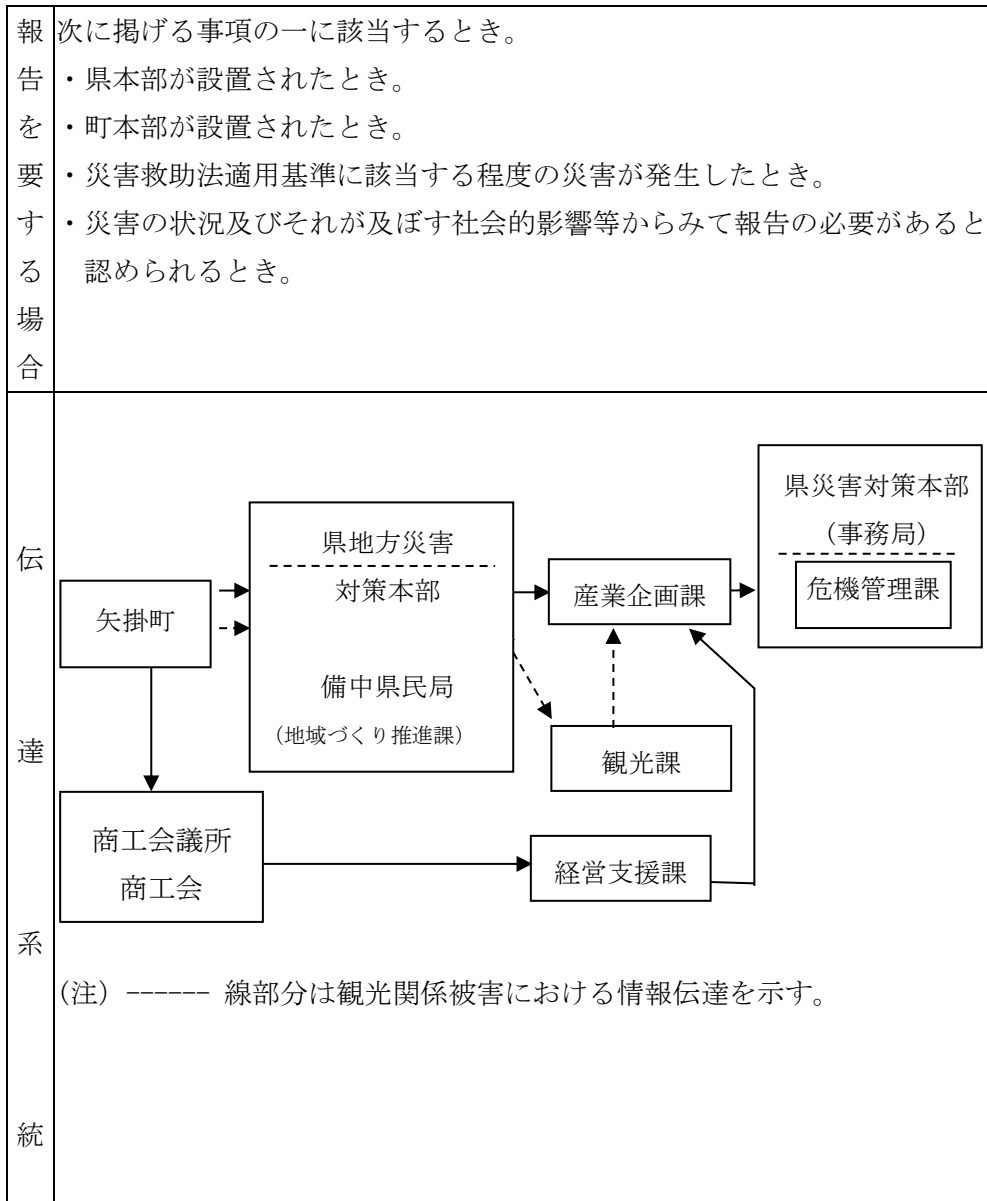 報告を要する場合
次に掲げる事項の一に該当するとき。
・県本部が設置されたとき。
・町本部が設置されたとき。
・災害救助法適用基準に該当する程度の災害が発生したとき。
・災害の状況及びそれが及ぼす社会的影響等からみて報告の必要があると
認められるとき。
伝達系統
矢掛町
県地方災害
対策本部
備中県民局
(地域づくり推進課)
産業企画課
県災害対策本部
(事務局)
危機管理課
観光課
商工会議所
商工会
経営支援課
(注) ------ 線部分は観光関係被害における情報伝達を示す。